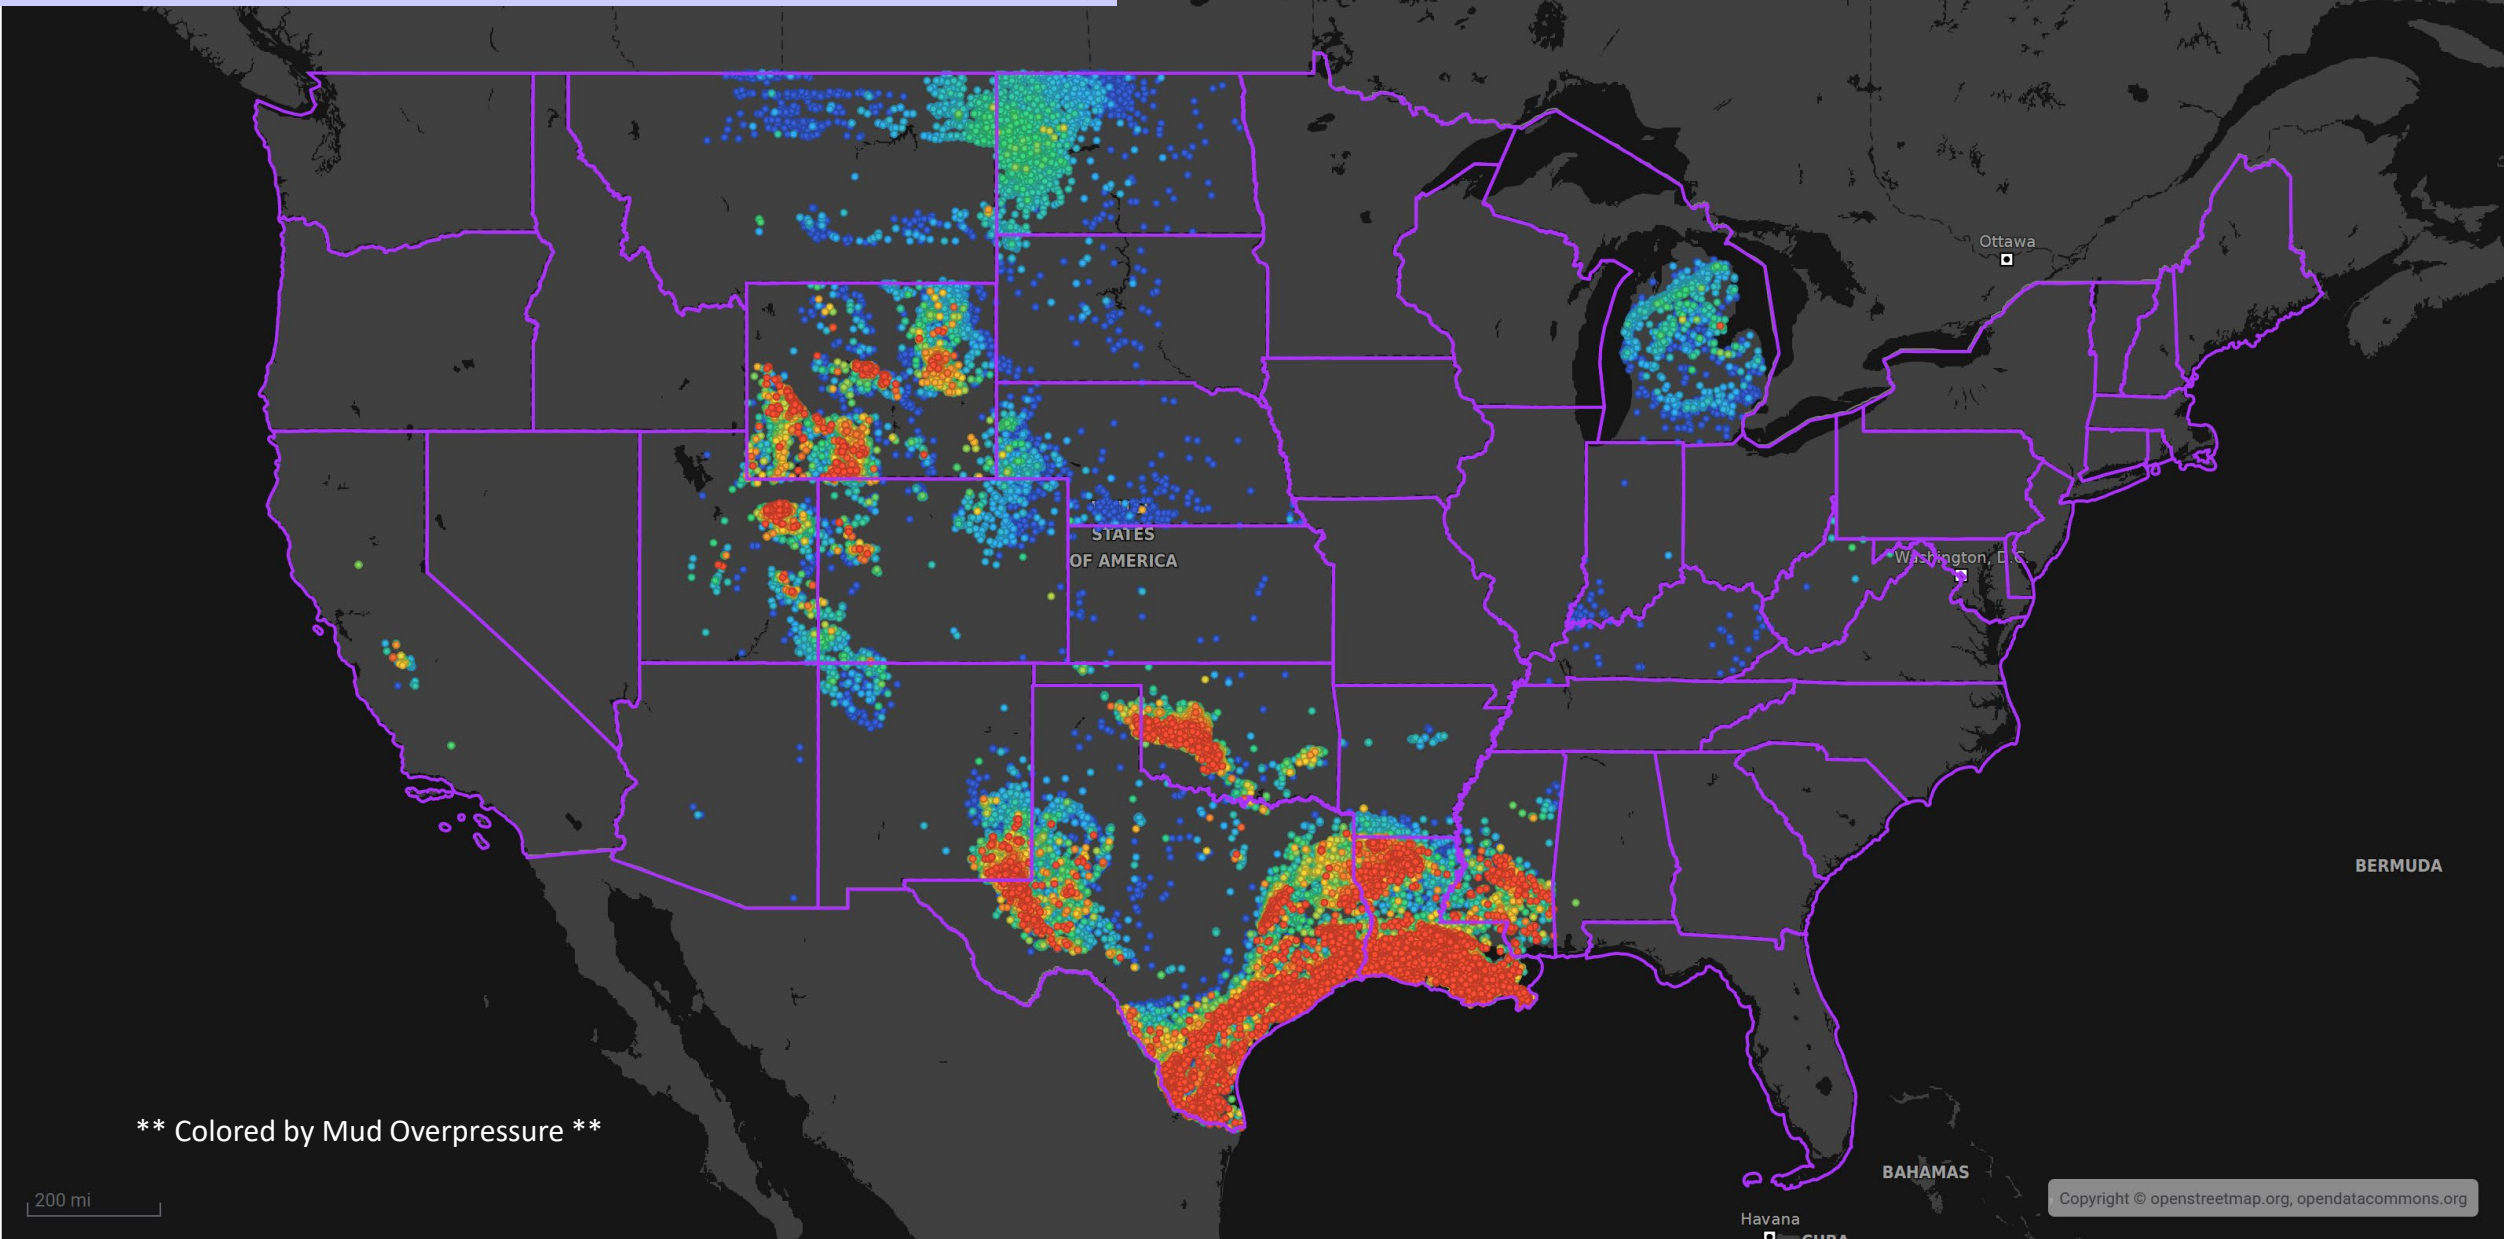 Ottawa
STATES
OF AMERICA
Washington, D.C.
BERMUDA
** Colored by Mud Overpressure **
BAHAMAS
200 mi
Copyright © openstreetmap.org, opendatacommons.org
Havana
CUBA